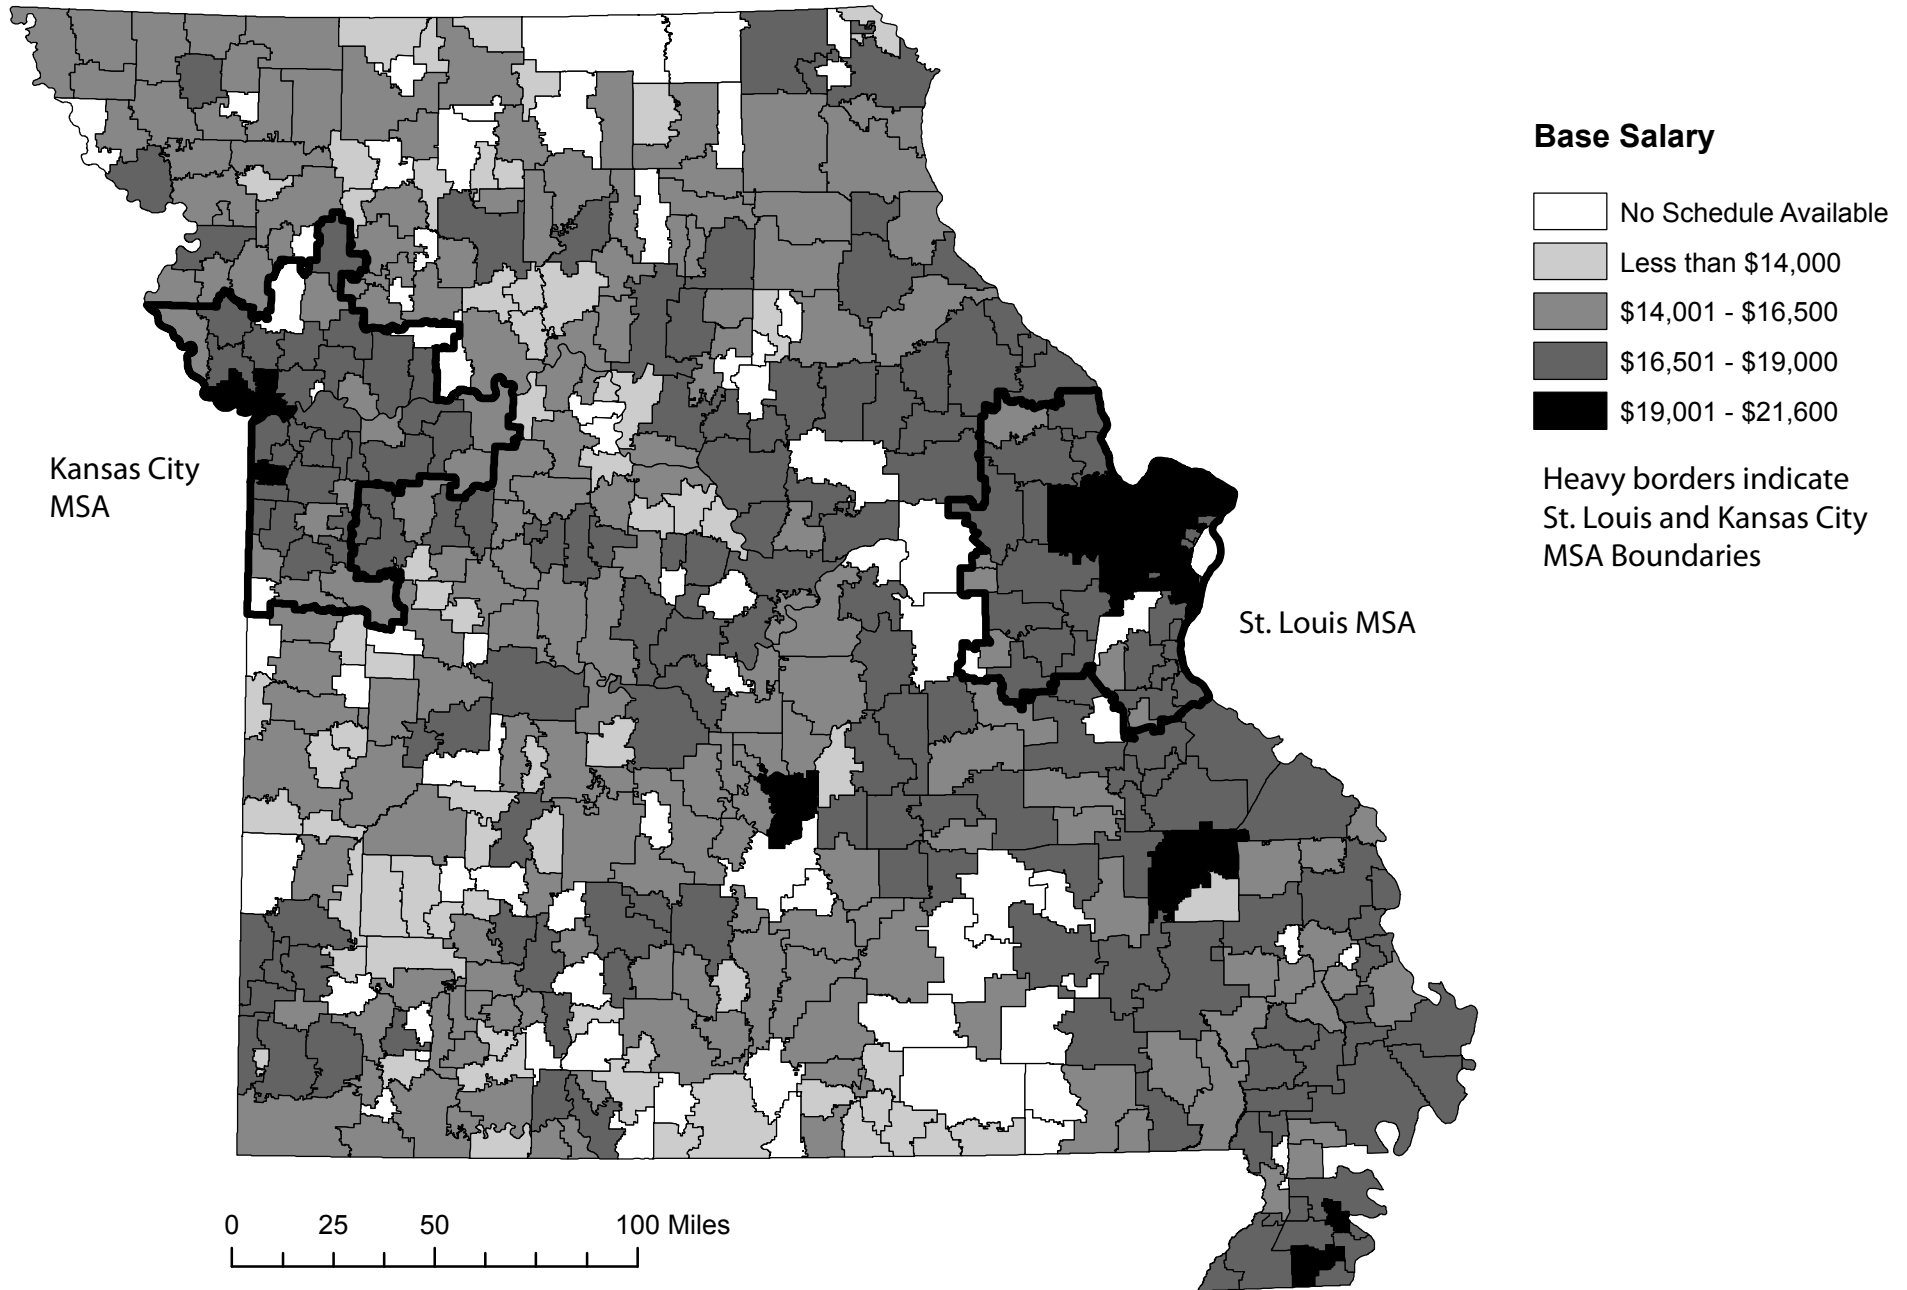 Base Salary
No Schedule Available
Less than $14,000
$14,001 - $16,500
$16,501 - $19,000
$19,001 - $21,600
Heavy borders indicate
St. Louis and Kansas City
MSA Boundaries
Kansas City
MSA
St. Louis MSA
0 25 50 100 Miles